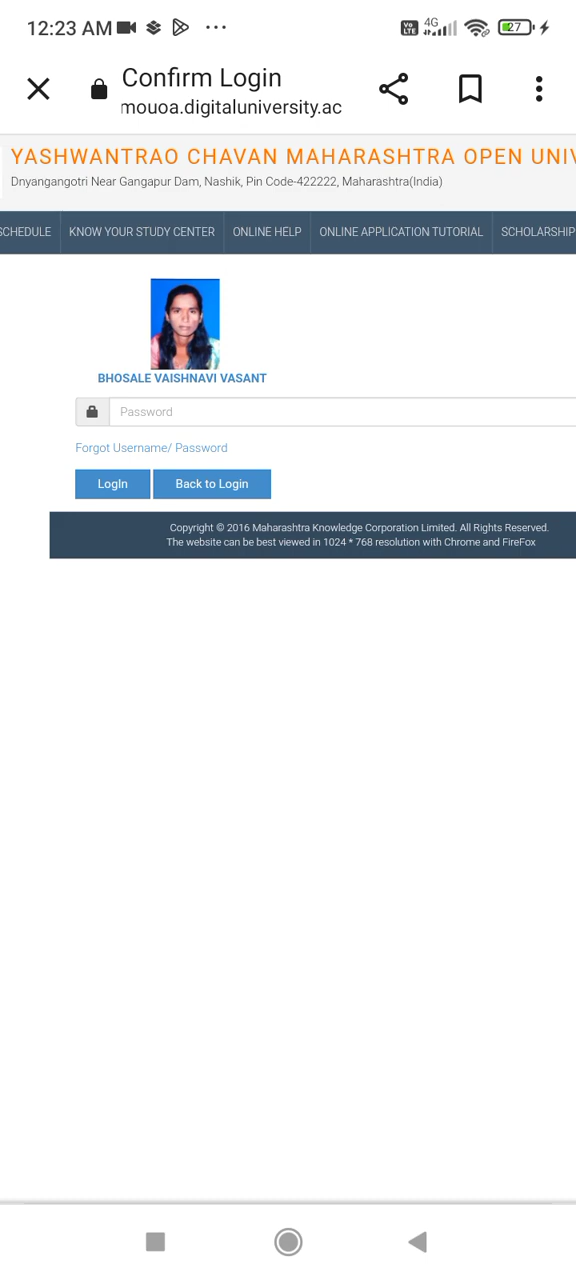 12:23 AM
Vo LTE
4G
27
Confirm Login
mouoa.digitaluniversity.ac
YASHWANTRAO CHAVAN MAHARASHTRA OPEN UNIV
Dnyangangotri Near Gangapur Dam, Nashik, Pin Code-422222, Maharashtra(India)
SCHEDULE KNOW YOUR STUDY CENTER ONLINE HELP ONLINE APPLICATION TUTORIAL SCHOLARSHIP
BHOSALE VAISHNAVI VASANT
Password
Forgot Username/ Password
LogIn Back to Login
Copyright © 2016 Maharashtra Knowledge Corporation Limited. All Rights Reserved.
The website can be best viewed in 1024 * 768 resolution with Chrome and FireFox